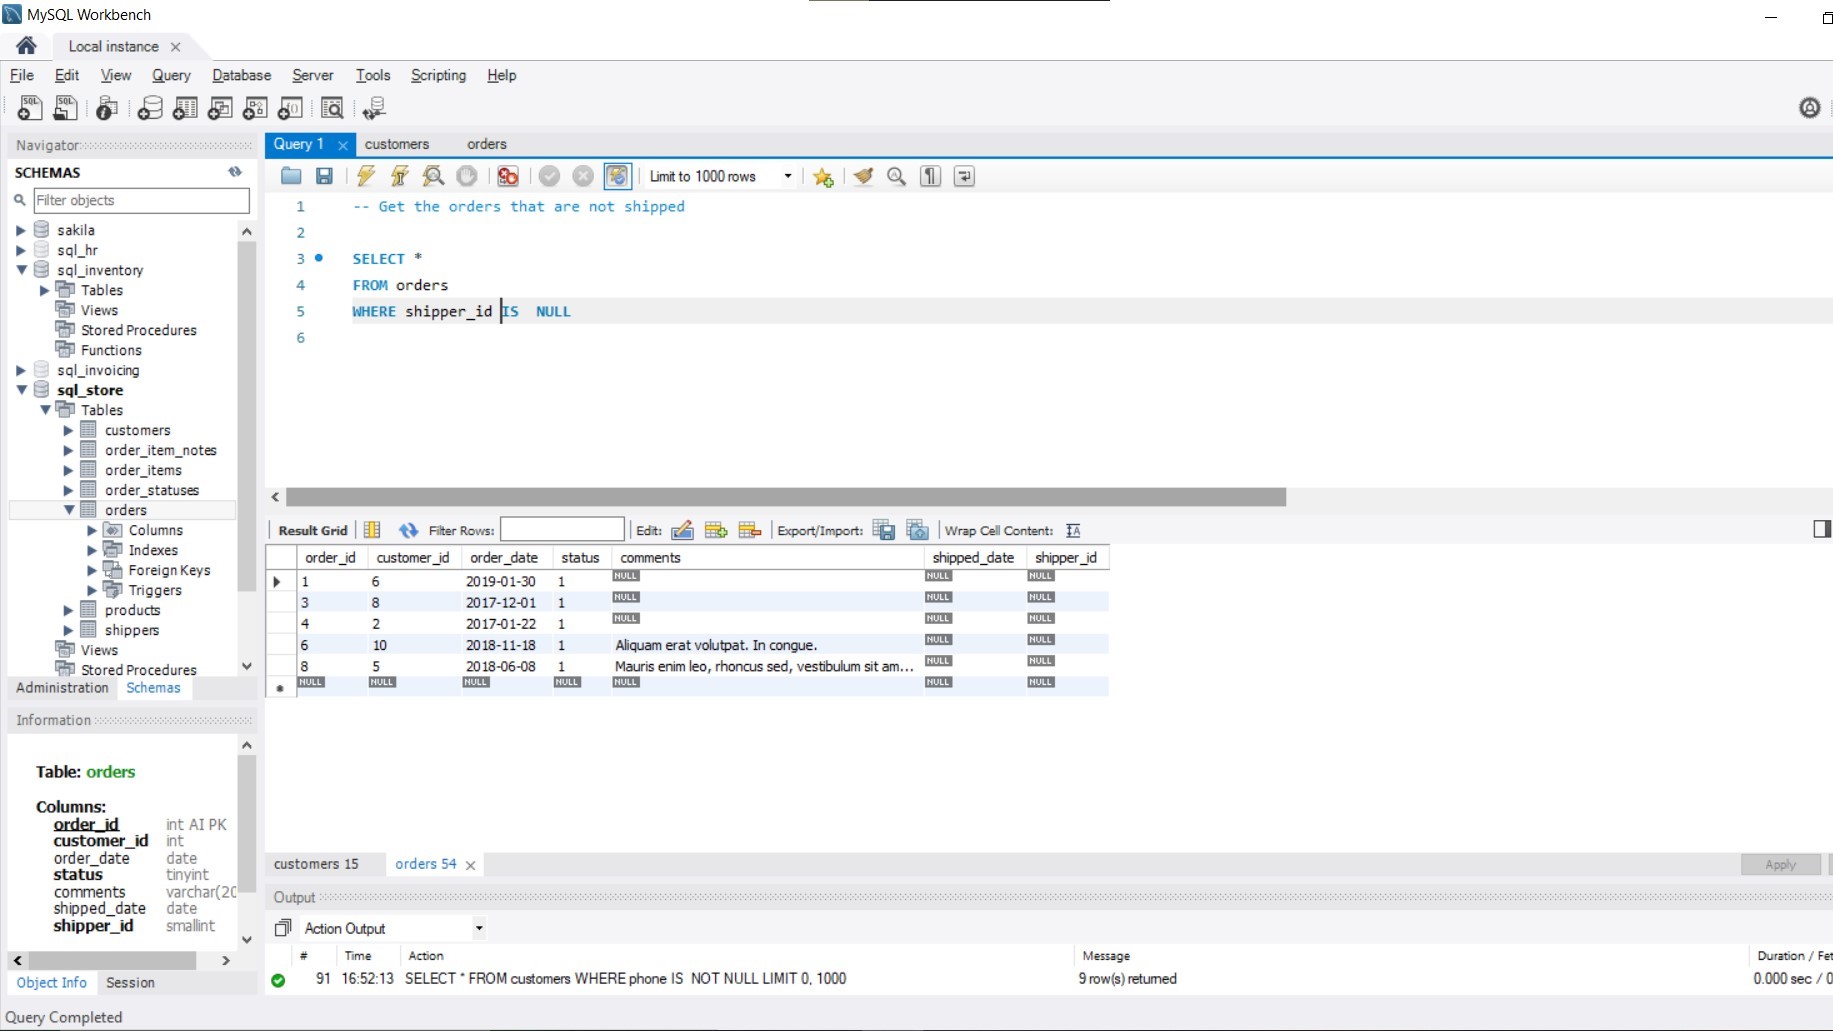 MySQL Workbench
Local instance
File Edit View Query Database Server Tools Scripting Help
Navigator
SCHEMAS
Filter objects
sakila
sql_hr
sql_inventory
Tables
Views
Stored Procedures
Functions
sql_invoicing
sql_store
Tables
customers
order_item_notes
order_items
order_statuses
orders
Columns
Indexes
Foreign Keys
Triggers
products
shippers
Views
Stored Procedures
Administration Schemas
Information
Table: orders
Columns:
order_id int AI PK
customer_id int
order_date date
status tinyint
comments varchar(20
shipped_date date
shipper_id smallint
Object Info Session
Query Completed
Query 1 customers orders
Limit to 1000 rows
1 -- Get the orders that are not shipped
2
3 SELECT *
4 FROM orders
5 WHERE shipper_id IS  NULL
6
Result Grid Filter Rows: Edit: Export/Import: Wrap Cell Content: IA
order_id customer_id order_date status comments shipped_date shipper_id
1 6 2019-01-30 1 NULL NULL NULL
3 8 2017-12-01 1 NULL NULL NULL
4 2 2017-01-22 1 NULL NULL NULL
6 10 2018-11-18 1 Aliquam erat volutpat. In congue. NULL NULL
8 5 2018-06-08 1 Mauris enim leo, rhoncus sed, vestibulum sit am... NULL NULL
NULL NULL NULL NULL NULL NULL NULL
customers 15 orders 54 Apply
Output
Action Output
# Time Action Message Duration / Fet
91 16:52:13 SELECT * FROM customers WHERE phone IS  NOT NULL LIMIT 0, 1000 9 row(s) returned 0.000 sec / 0